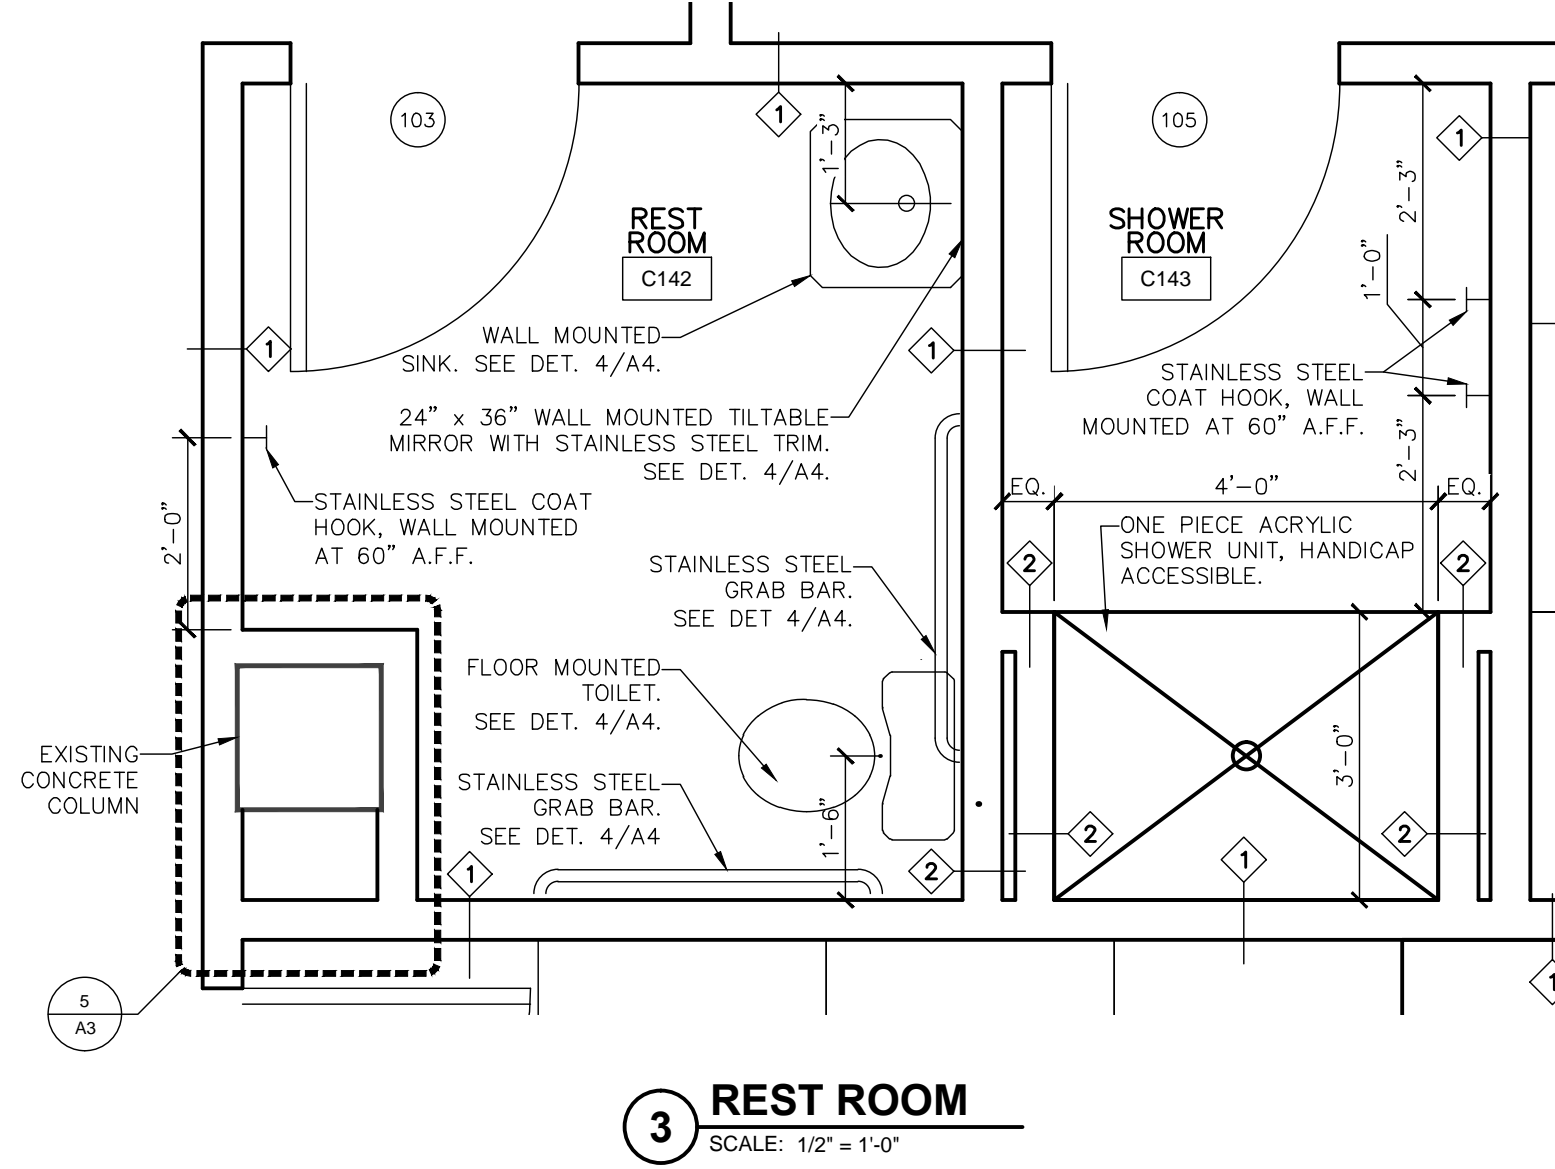 103
1
1'-3"
105
1
2'-3"
REST
ROOM
C142
SHOWER
ROOM
C143
1'-0"
1
WALL MOUNTED
SINK. SEE DET. 4/A4.
1
STAINLESS STEEL
COAT HOOK, WALL
MOUNTED AT 60" A.F.F.
24" x 36" WALL MOUNTED TILTABLE
MIRROR WITH STAINLESS STEEL TRIM.
SEE DET. 4/A4.
2'-3"
EQ.
4'-0"
EQ.
STAINLESS STEEL COAT
HOOK, WALL MOUNTED
AT 60" A.F.F.
2'-0"
ONE PIECE ACRYLIC
SHOWER UNIT, HANDICAP
ACCESSIBLE.
2
2
STAINLESS STEEL
GRAB BAR.
SEE DET 4/A4.
FLOOR MOUNTED
TOILET.
SEE DET. 4/A4.
EXISTING
CONCRETE
COLUMN
3'-0"
STAINLESS STEEL
GRAB BAR.
SEE DET. 4/A4
1'-6"
2
2
1
2
1
1
5
A3
3
REST ROOM
SCALE: 1/2" = 1'-0"